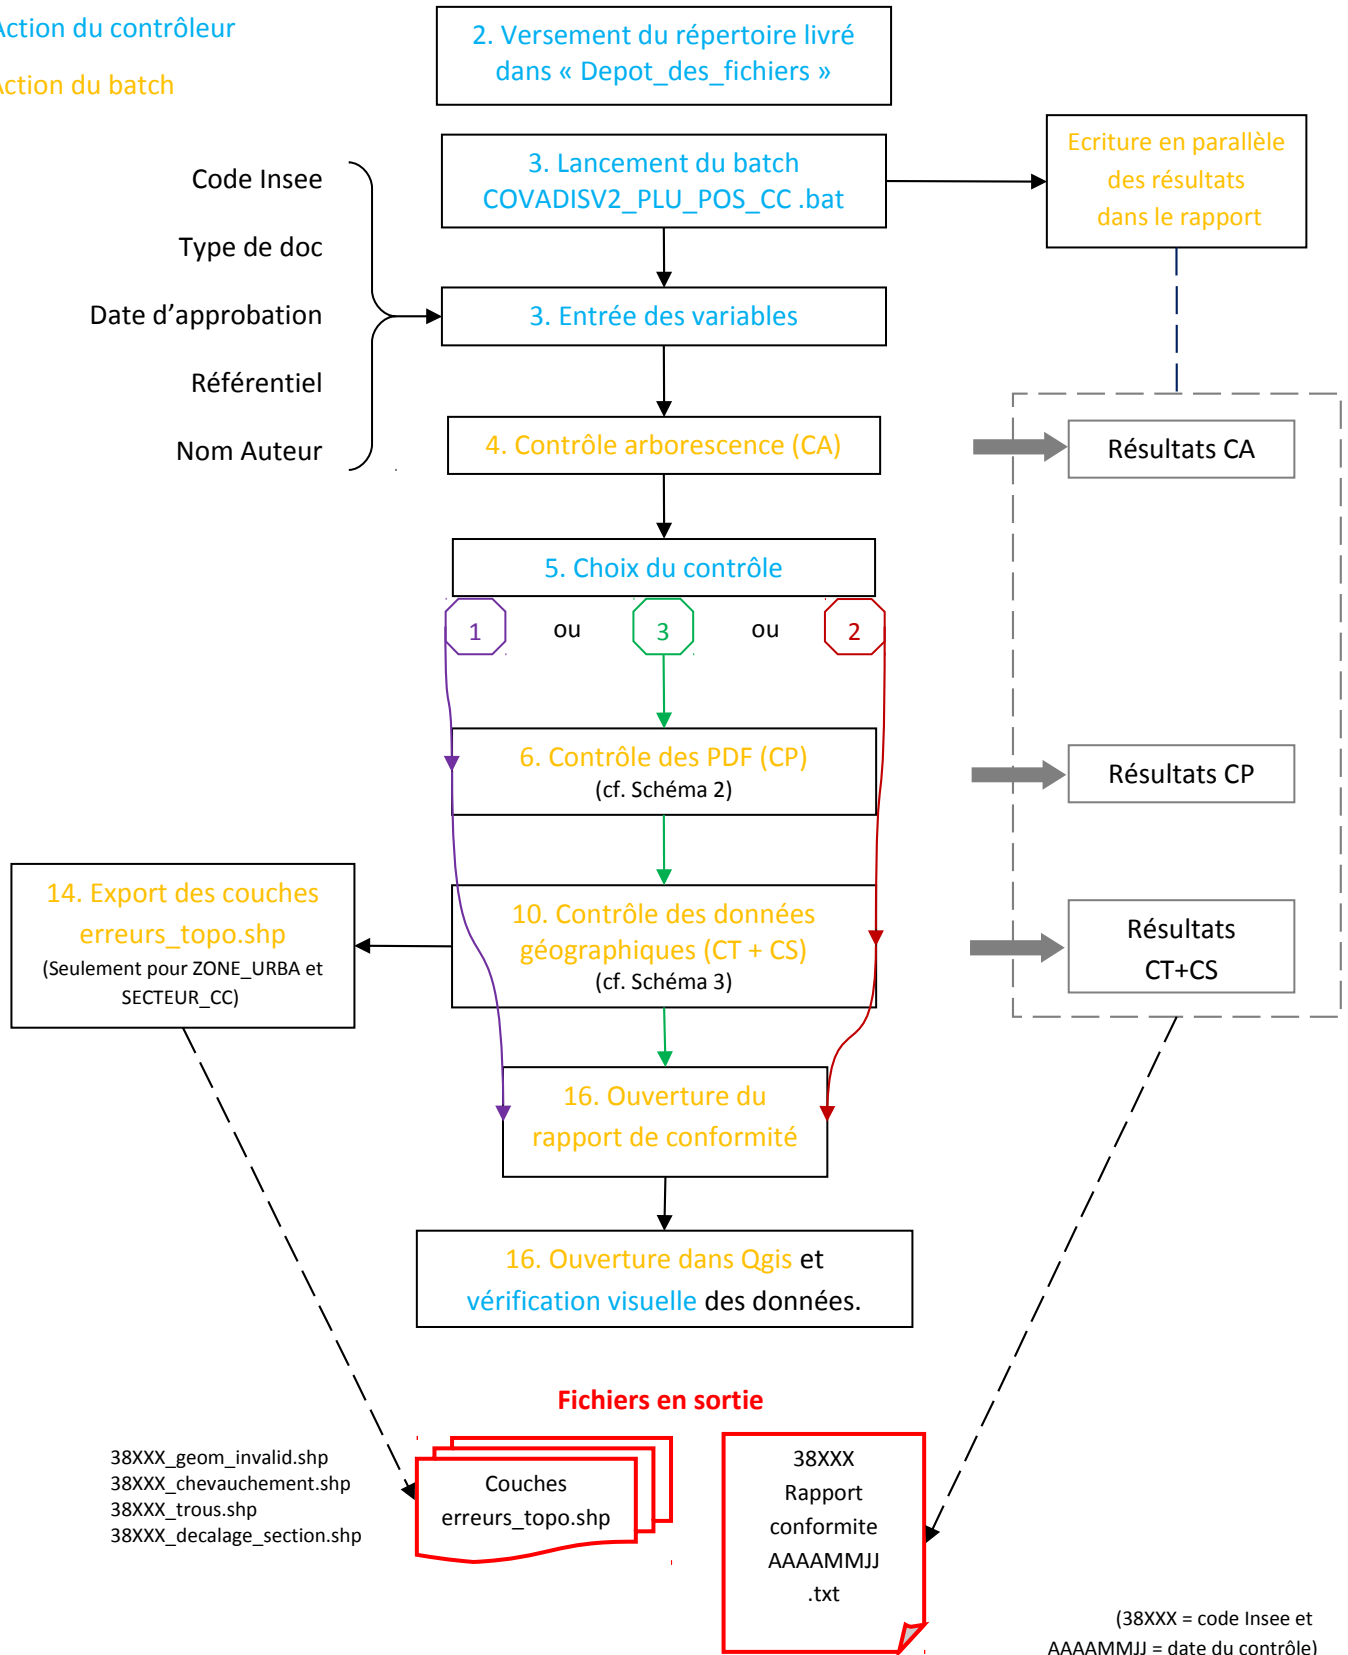 Action du contrôleur
Action du batch
2. Versement du répertoire livré
dans « Depot_des_fichiers »
3. Lancement du batch
COVADISV2_PLU_POS_CC .bat
Ecriture en parallèle
des résultats
dans le rapport
Code Insee
Type de doc
Date d’approbation
Référentiel
Nom Auteur
3. Entrée des variables
4. Contrôle arborescence (CA)
Résultats CA
5. Choix du contrôle
1 ou 3 ou 2
6. Contrôle des PDF (CP)
(cf. Schéma 2)
Résultats CP
14. Export des couches
erreurs_topo.shp
(Seulement pour ZONE_URBA et
SECTEUR_CC)
10. Contrôle des données
géographiques (CT + CS)
(cf. Schéma 3)
Résultats
CT+CS
16. Ouverture du
rapport de conformité
16. Ouverture dans Qgis et
vérification visuelle des données.
Fichiers en sortie
38XXX_geom_invalid.shp
38XXX_chevauchement.shp
38XXX_trous.shp
38XXX_decalage_section.shp
Couches
erreurs_topo.shp
38XXX
Rapport
conformite
AAAAMMJJ
.txt
(38XXX = code Insee et
AAAAMMJJ = date du contrôle)